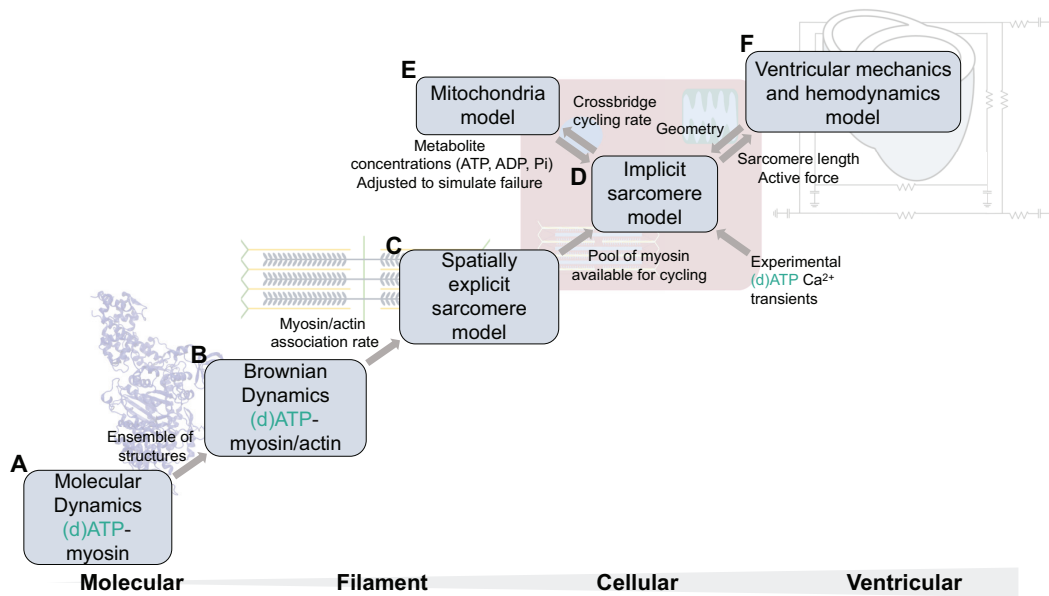 F
Ventricular mechanics
and hemodynamics
model
E
Mitochondria
model
Crossbridge
cycling rate
Geometry
Metabolite
concentrations (ATP, ADP, Pi)
Adjusted to simulate failure
D
Implicit
sarcomere
model
Sarcomere length
Active force
C
Spatially
explicit
sarcomere
model
Pool of myosin
available for cycling
Experimental
(d)ATP Ca²⁺
transients
Myosin/actin
association rate
B
Brownian
Dynamics
(d)ATP-
myosin/actin
Ensemble of
structures
A
Molecular
Dynamics
(d)ATP-
myosin
Molecular
Filament
Cellular
Ventricular